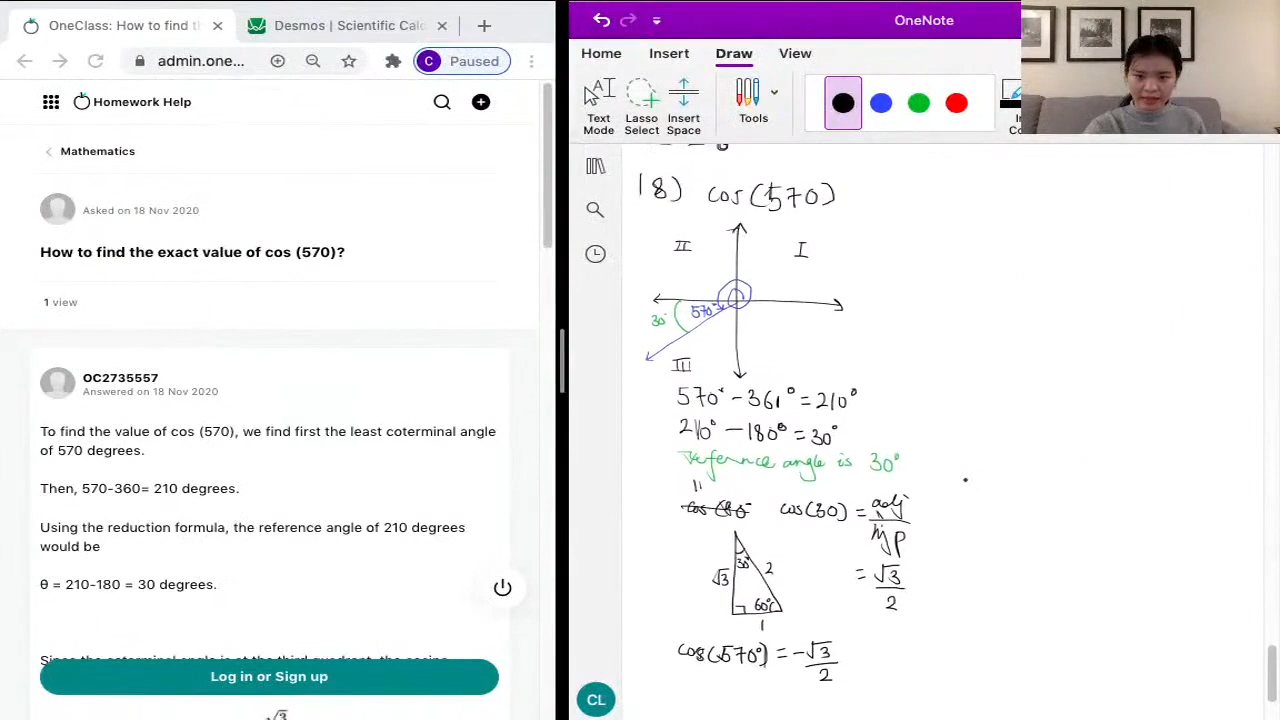 OneClass: How to find th
Desmos | Scientific Calc
admin.one...
C Paused
Homework Help
Mathematics
Asked on 18 Nov 2020
How to find the exact value of cos (570)?
1 view
OC2735557
Answered on 18 Nov 2020
To find the value of cos (570), we find first the least coterminal angle
of 570 degrees.
Then, 570-360= 210 degrees.
Using the reduction formula, the reference angle of 210 degrees
would be
θ = 210-180 = 30 degrees.
Log in or Sign up
√3
OneNote
Home Insert Draw View
Text
Mode
Lasso
Select
Insert
Space
Tools
18) cos(570)
II I
570°
30°
III
570° - 361° = 210°
210° - 180° = 30°
reference angle is 30°
cos(30) = adj
hyp
= √3
2
30°
√3 2
60°
1
cos(570°) = -√3
2
CL